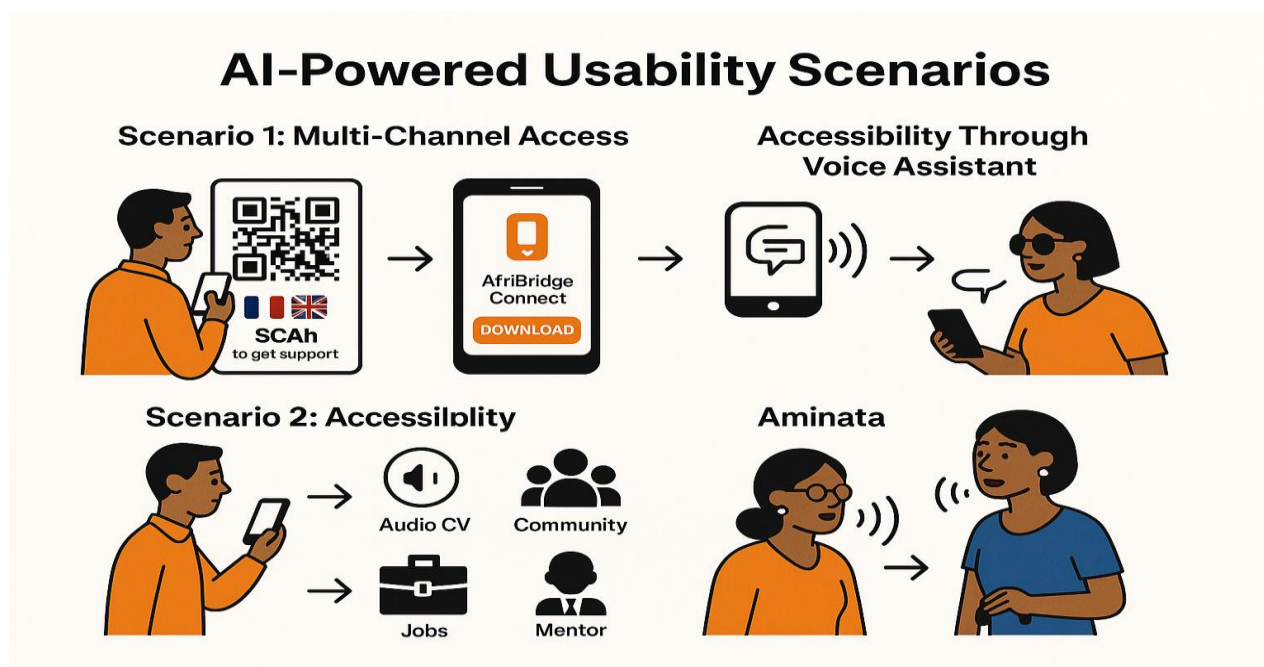 AI-Powered Usability Scenarios
Scenario 1: Multi-Channel Access
SCAh
to get support
AfriBridge
Connect
DOWNLOAD
Accessibility Through
Voice Assistant
Scenario 2: Accessilplity
Audio CV
Community
Jobs
Mentor
Aminata